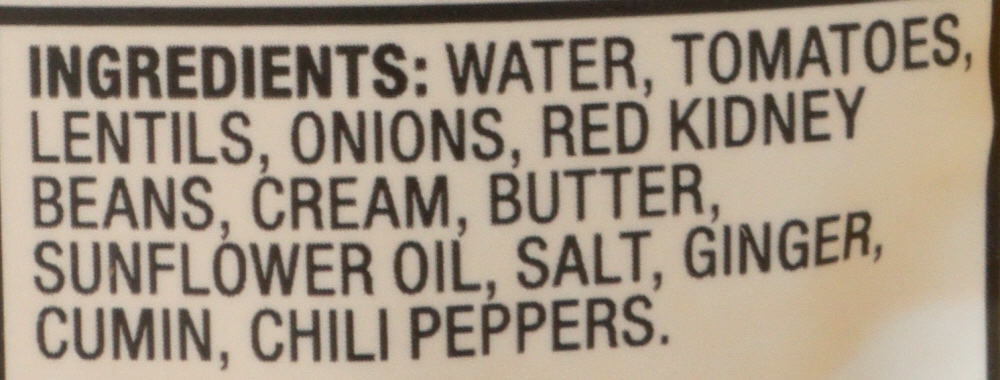 INGREDIENTS: WATER, TOMATOES,
LENTILS, ONIONS, RED KIDNEY
BEANS, CREAM, BUTTER,
SUNFLOWER OIL, SALT, GINGER,
CUMIN, CHILI PEPPERS.